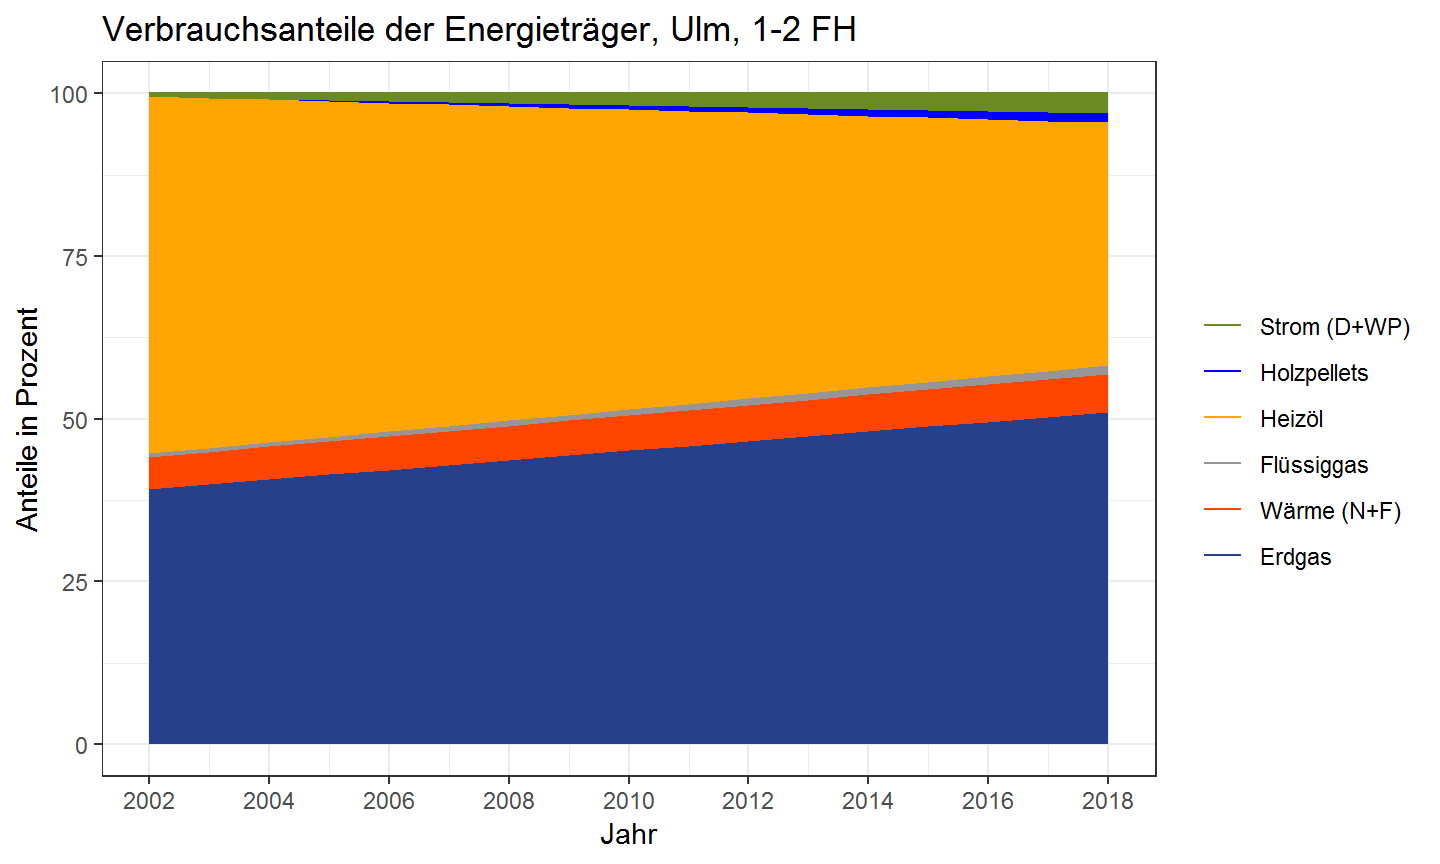 Verbrauchsanteile der Energieträger, Ulm, 1-2 FH
Anteile in Prozent
100
75
50
25
0
2002 2004 2006 2008 2010 2012 2014 2016 2018
Jahr
Strom (D+WP)
Holzpellets
Heizöl
Flüssiggas
Wärme (N+F)
Erdgas